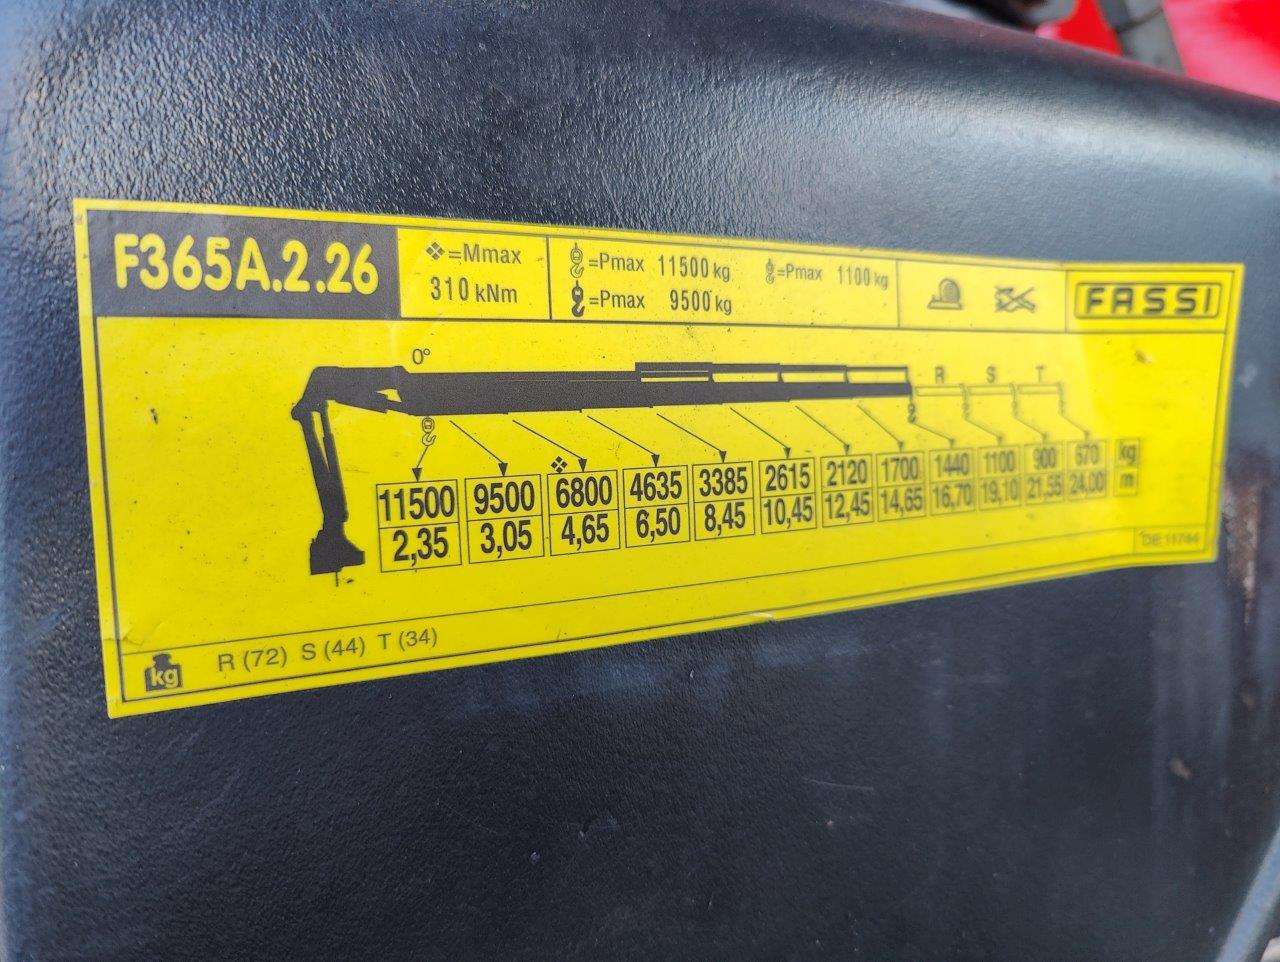 F365A.2.26
❖=Mmax
310 kNm
=Pmax 11500 kg
=Pmax 9500 kg
=Pmax 1100 kg
FASSI
0°
R S T
11500 9500 ❖6800 4635 3385 2615 2120 1700 1440 1100 900 670 kg
2,35 3,05 4,65 6,50 8,45 10,45 12,45 14,65 16,70 19,10 21,55 24,00 m
DE 11744
kg R (72) S (44) T (34)